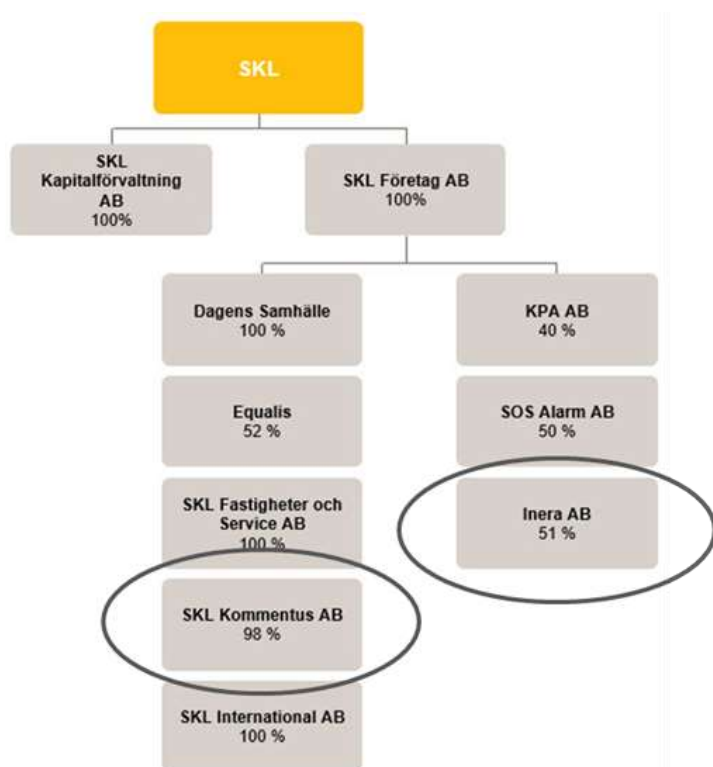 SKL
SKL
Kapitalförvaltning
AB
100%
SKL Företag AB
100%
Dagens Samhälle
100 %
KPA AB
40 %
Equalis
52 %
SOS Alarm AB
50 %
SKL Fastigheter och
Service AB
100 %
Inera AB
51 %
SKL Kommentus AB
98 %
SKL International AB
100 %